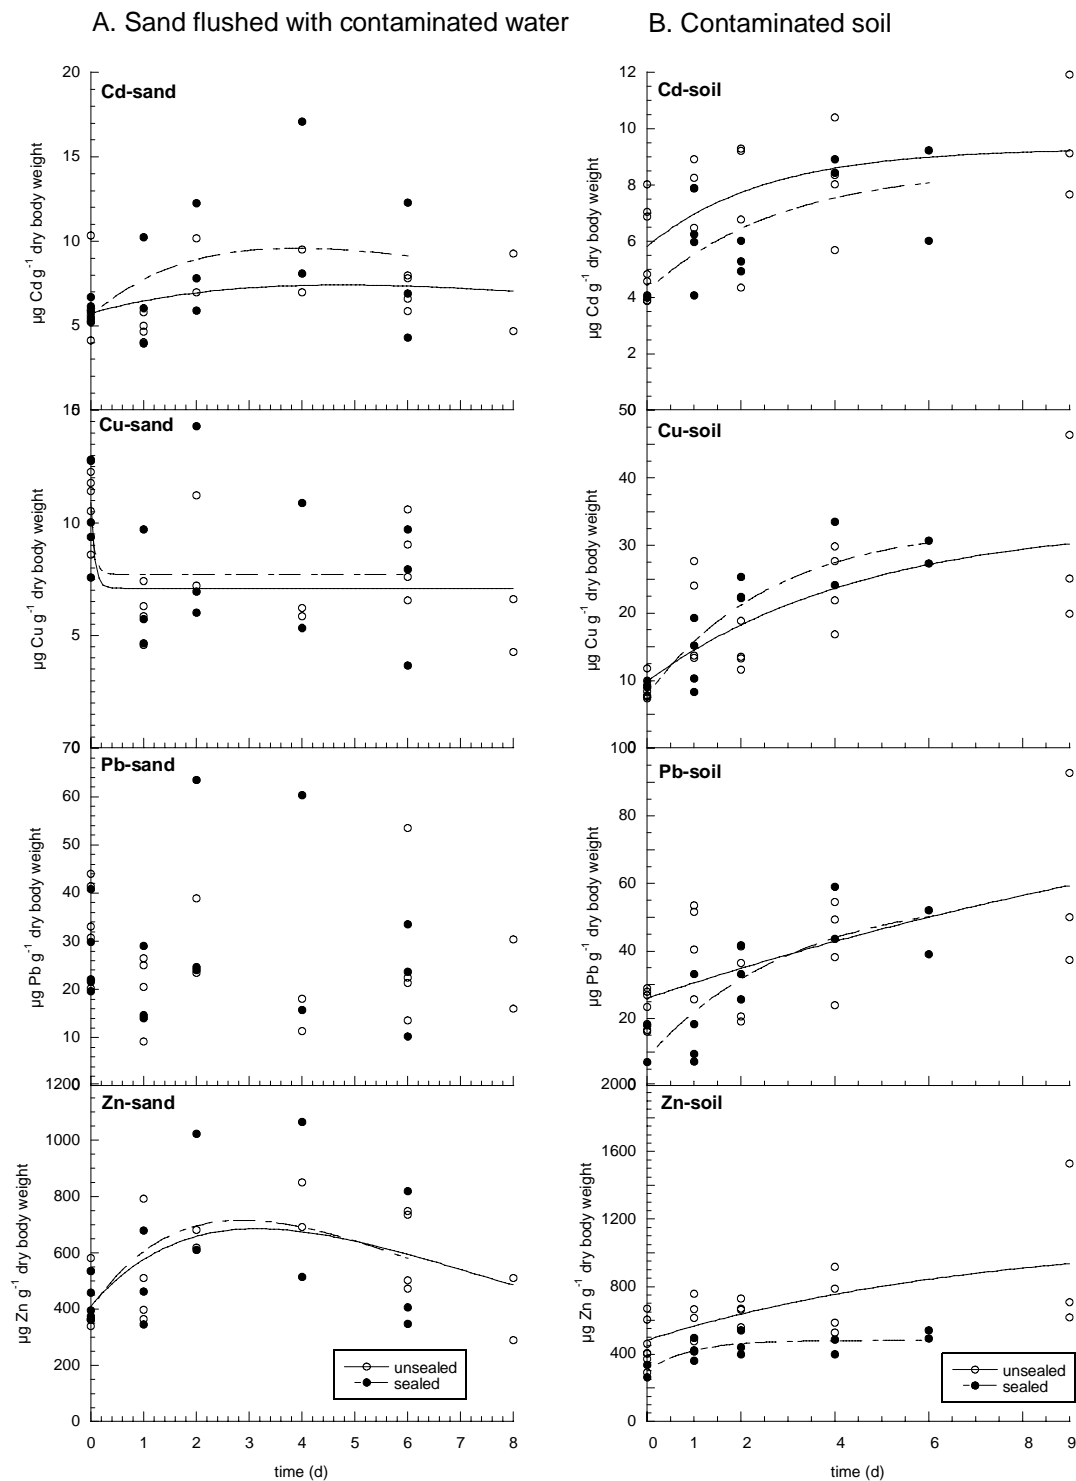 A. Sand flushed with contaminated water
B. Contaminated soil
Cd-sand
20
15
10
5
µg Cd g-1 dry body weight
Cd-soil
12
10
8
6
4
2
µg Cd g-1 dry body weight
Cu-sand
15
10
5
µg Cu g-1 dry body weight
Cu-soil
50
40
30
20
10
µg Cu g-1 dry body weight
Pb-sand
70
60
50
40
30
20
10
µg Pb g-1 dry body weight
Pb-soil
100
80
60
40
20
µg Pb g-1 dry body weight
Zn-sand
1200
1000
800
600
400
200
0
µg Zn g-1 dry body weight
unsealed
sealed
0 1 2 3 4 5 6 7 8
time (d)
Zn-soil
2000
1600
1200
800
400
0
µg Zn g-1 dry body weight
unsealed
sealed
0 1 2 4 6 8 9
time (d)